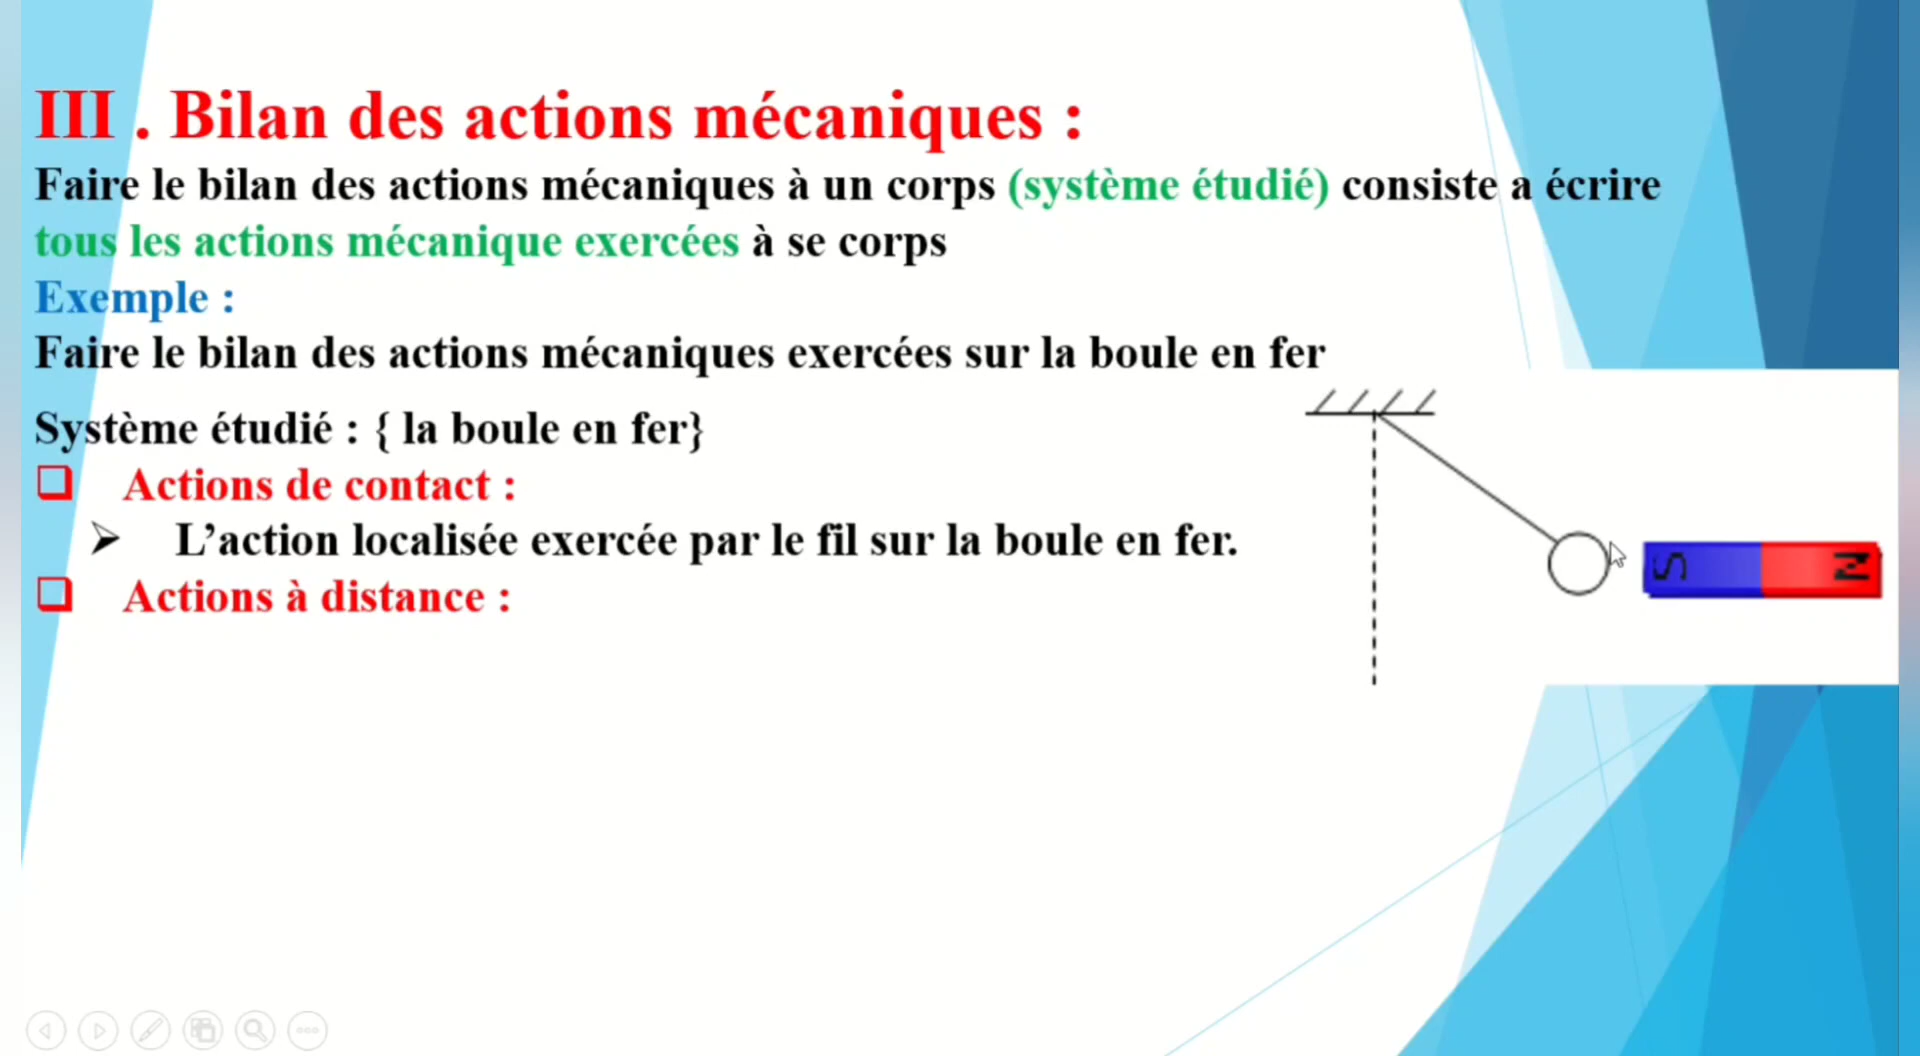 III . Bilan des actions mécaniques :
Faire le bilan des actions mécaniques à un corps (système étudié) consiste a écrire
tous les actions mécanique exercées à se corps
Exemple :
Faire le bilan des actions mécaniques exercées sur la boule en fer
Système étudié : { la boule en fer}
Actions de contact :
L’action localisée exercée par le fil sur la boule en fer.
Actions à distance :
S N